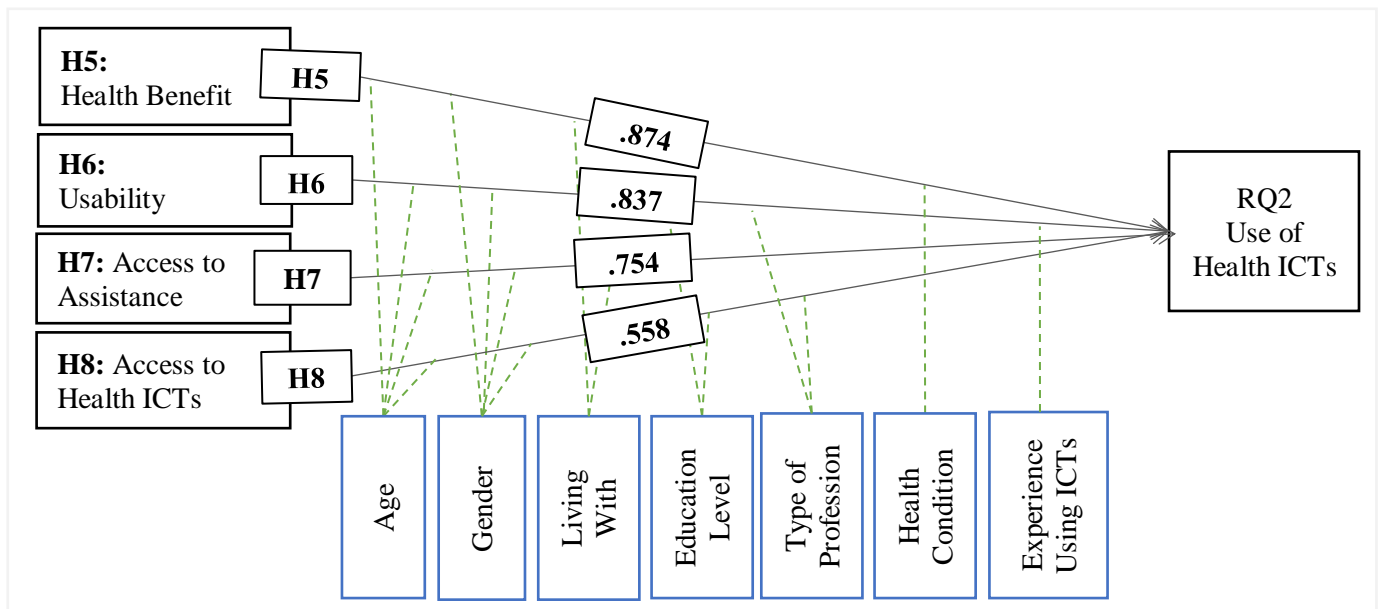 H5:
Health Benefit
H5
H6:
Usability
H6
H7: Access to
Assistance
H7
H8: Access to
Health ICTs
H8
.874
.837
.754
.558
RQ2
Use of
Health ICTs
Age
Gender
Living
With
Education
Level
Type of
Profession
Health
Condition
Experience
Using ICTs